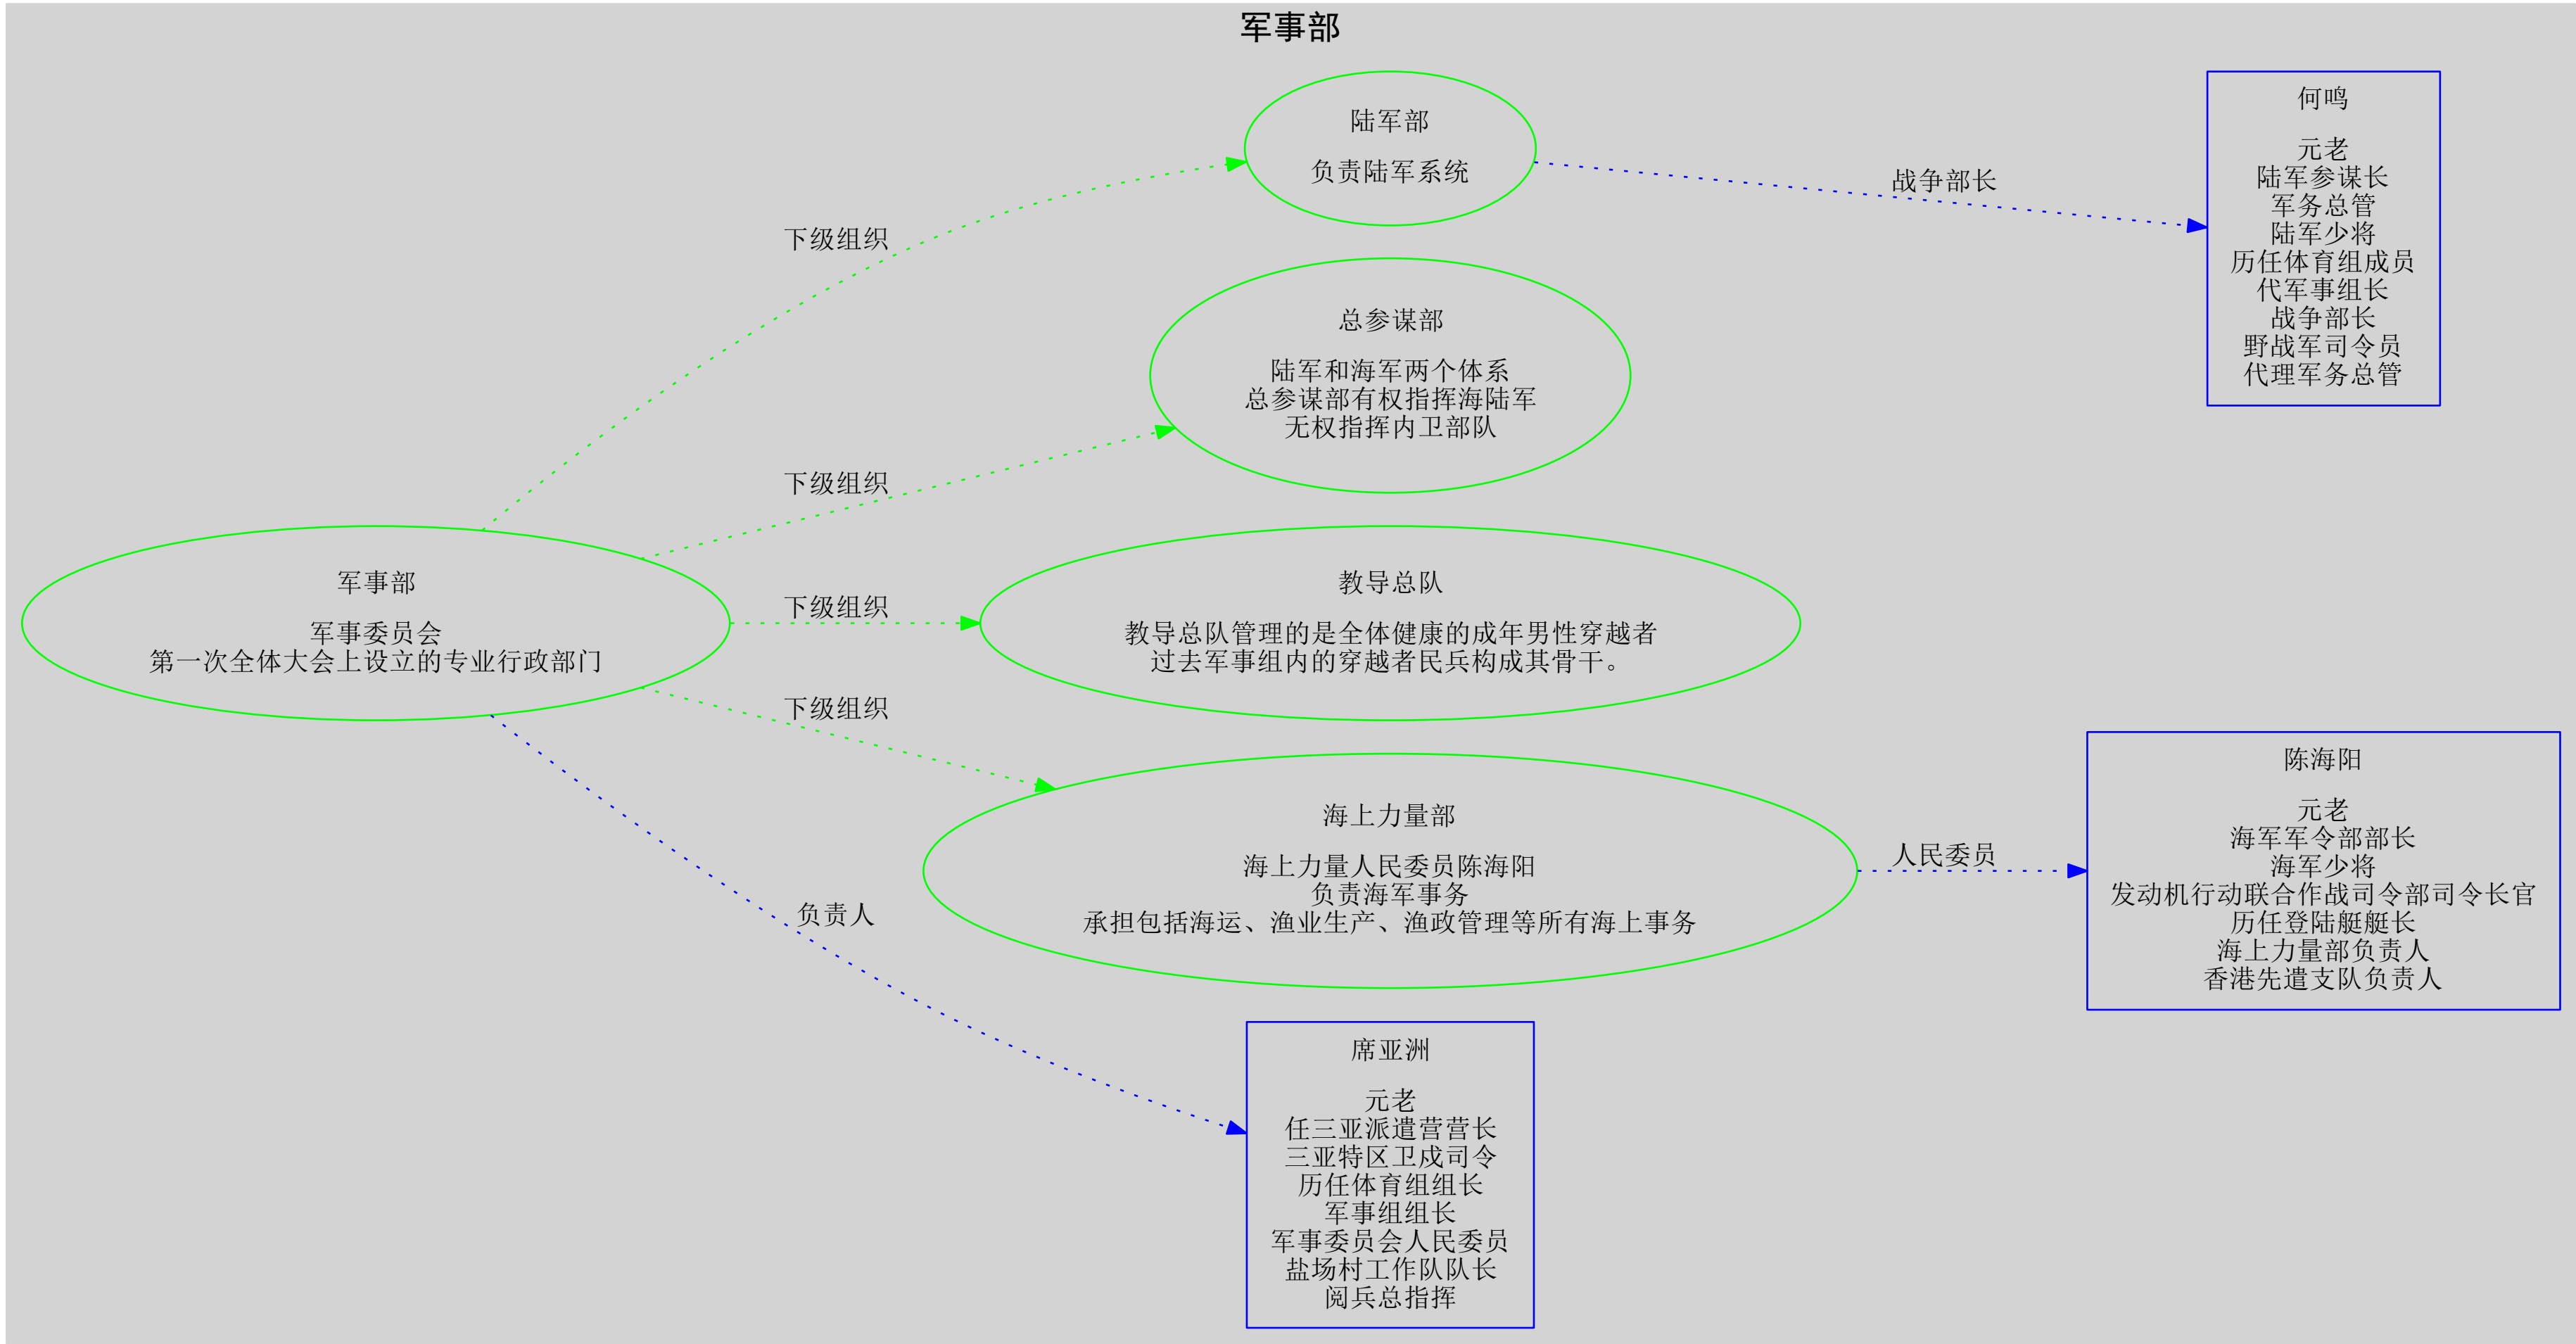 军事部
陆军部
负责陆军系统
何鸣
元老
陆军参谋长
军务总管
陆军少将
历任体育组成员
代军事组长
战争部长
野战军司令员
代理军务总管
战争部长
下级组织
总参谋部
陆军和海军两个体系
总参谋部有权指挥海陆军
无权指挥内卫部队
下级组织
军事部
军事委员会
第一次全体大会上设立的专业行政部门
下级组织
教导总队
教导总队管理的是全体健康的成年男性穿越者
过去军事组内的穿越者民兵构成其骨干。
下级组织
海上力量部
海上力量人民委员陈海阳
负责海军事务
承担包括海运、渔业生产、渔政管理等所有海上事务
人民委员
陈海阳
元老
海军军令部部长
海军少将
发动机行动联合作战司令部司令长官
历任登陆艇艇长
海上力量部负责人
香港先遣支队负责人
负责人
席亚洲
元老
任三亚派遣营营长
三亚特区卫戍司令
历任体育组组长
军事组组长
军事委员会人民委员
盐场村工作队队长
阅兵总指挥